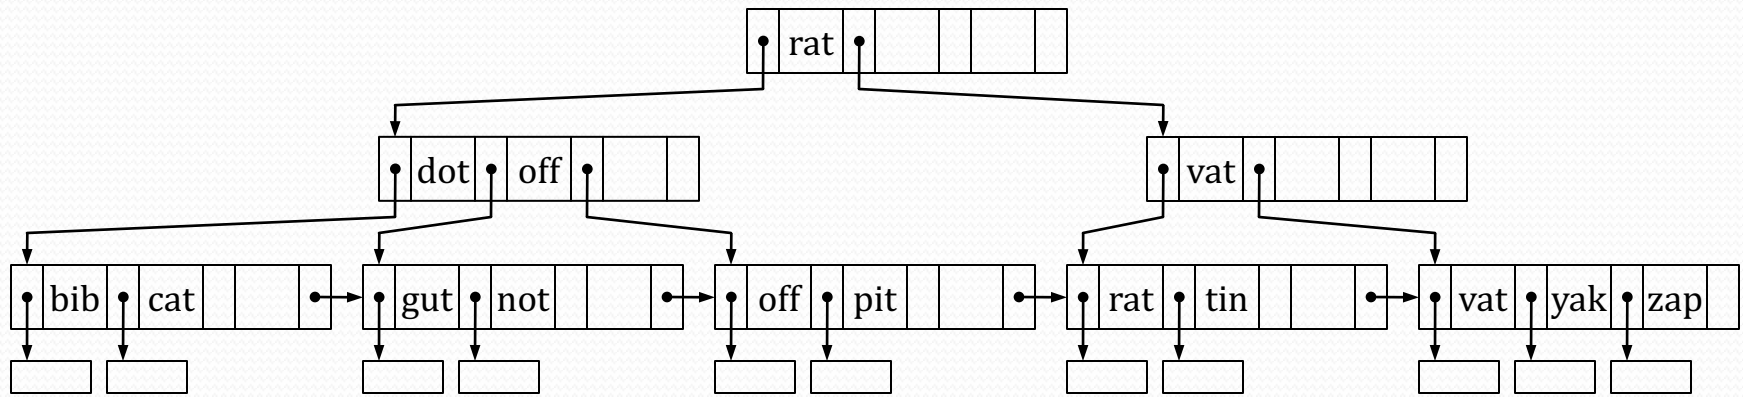 rat
dot off
vat
bib cat
gut not
off pit
rat tin
vat yak zap